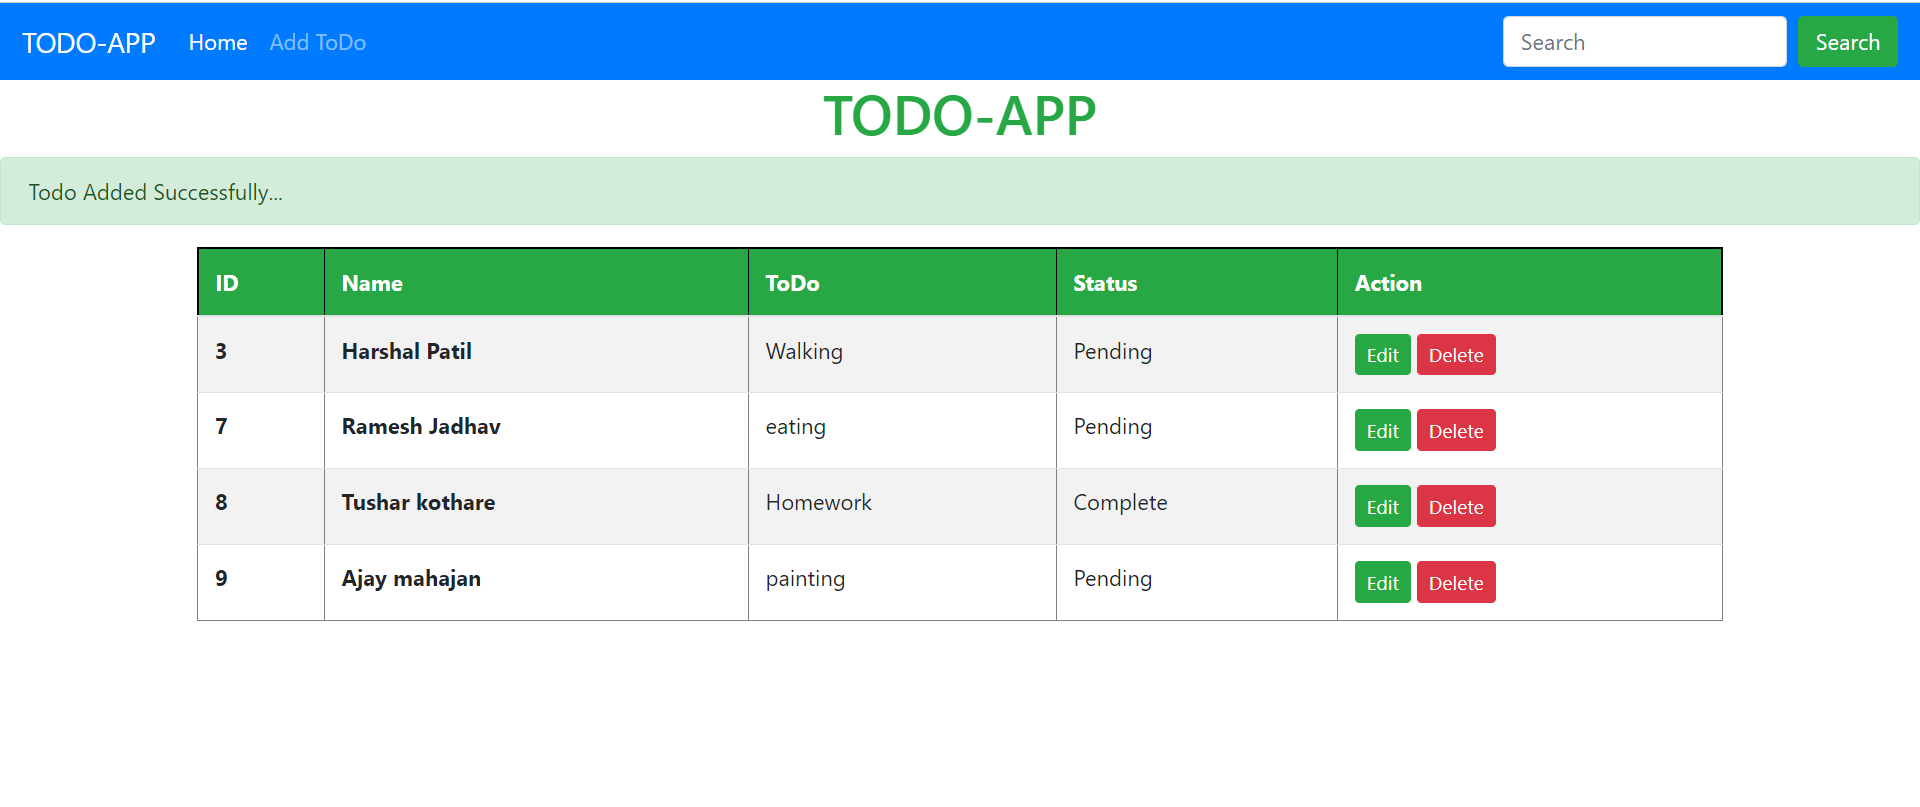 TODO-APP Home Add ToDo Search Search
TODO-APP
Todo Added Successfully...
ID Name ToDo Status Action
3 Harshal Patil Walking Pending Edit Delete
7 Ramesh Jadhav eating Pending Edit Delete
8 Tushar kothare Homework Complete Edit Delete
9 Ajay mahajan painting Pending Edit Delete